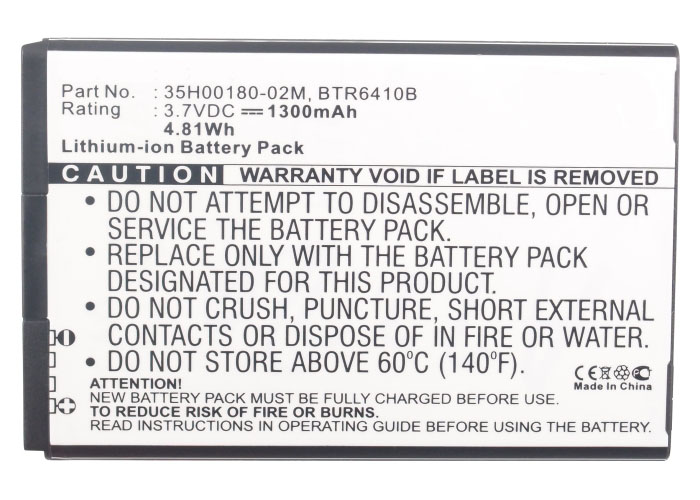 Part No. : 35H00180-02M, BTR6410B
Rating : 3.7VDC ⎓ 1300mAh
4.81Wh
Lithium-ion Battery Pack
CAUTION WARRANTY VOID IF LABEL IS REMOVED
• DO NOT ATTEMPT TO DISASSEMBLE, OPEN OR
SERVICE THE BATTERY PACK.
• REPLACE ONLY WITH THE BATTERY PACK
DESIGNATED FOR THIS PRODUCT.
• DO NOT CRUSH, PUNCTURE, SHORT EXTERNAL
CONTACTS OR DISPOSE OF IN FIRE OR WATER.
• DO NOT STORE ABOVE 60°C (140°F).
CE
Made In China
ATTENTION!
NEW BATTERY PACK MUST BE FULLY CHARGED BEFORE USE.
TO REDUCE RISK OF FIRE OR BURNS.
READ INSTRUCTIONS IN OPERATING GUIDE BEFORE USING THE BATTERY.